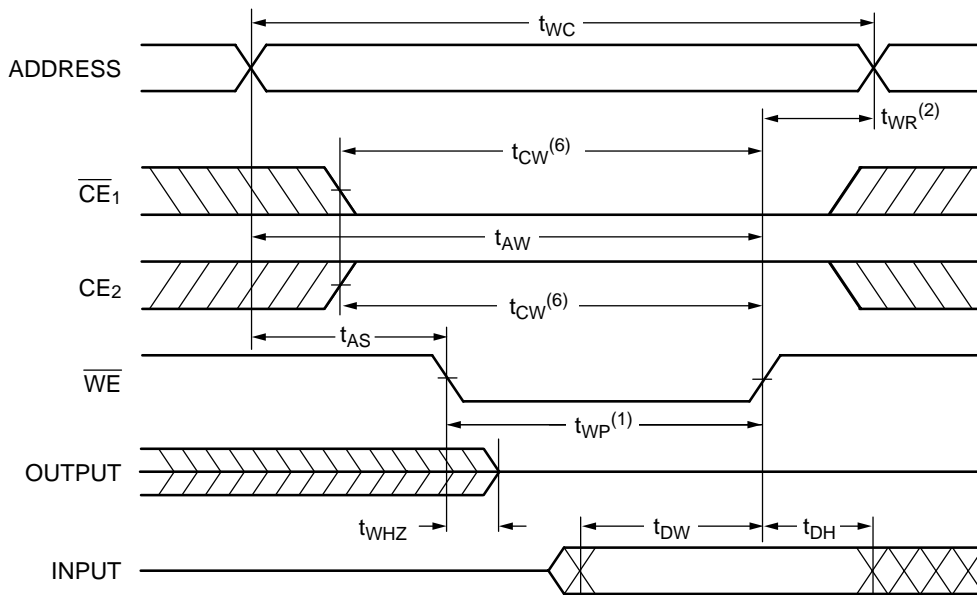 tWC
ADDRESS
tWR(2)
tCW(6)
CE1
tAW
CE2
tCW(6)
tAS
WE
tWP(1)
OUTPUT
tWHZ
tDW
tDH
INPUT